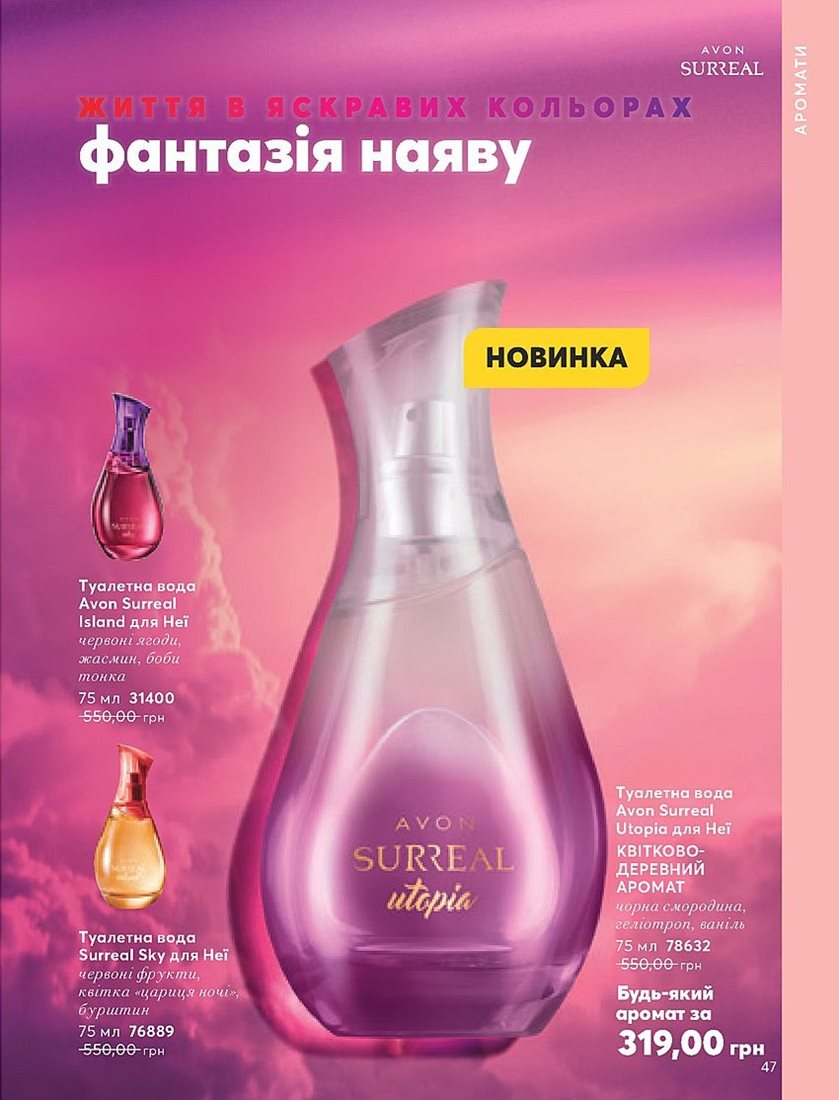 AVON
SURREAL
АРОМАТИ
ЖИТТЯ В ЯСКРАВИХ КОЛЬОРАХ
фантазія наяву
НОВИНКА
AVON
SURREAL
Туалетна вода
Avon Surreal
Island для Неї
червоні ягоди,
жасмин, боби
тонка
75 мл 31400
550,00 грн
AVON
SURREAL
utopia
AVON
SURREAL
Туалетна вода
Surreal Sky для Неї
червоні фрукти,
квітка «цариця ночі»,
бурштин
75 мл 76889
550,00 грн
Туалетна вода
Avon Surreal
Utopia для Неї
КВІТКОВО-
ДЕРЕВНИЙ
АРОМАТ
чорна смородина,
геліотроп, ваніль
75 мл 78632
550,00 грн
Будь-який
аромат за
319,00 грн
47